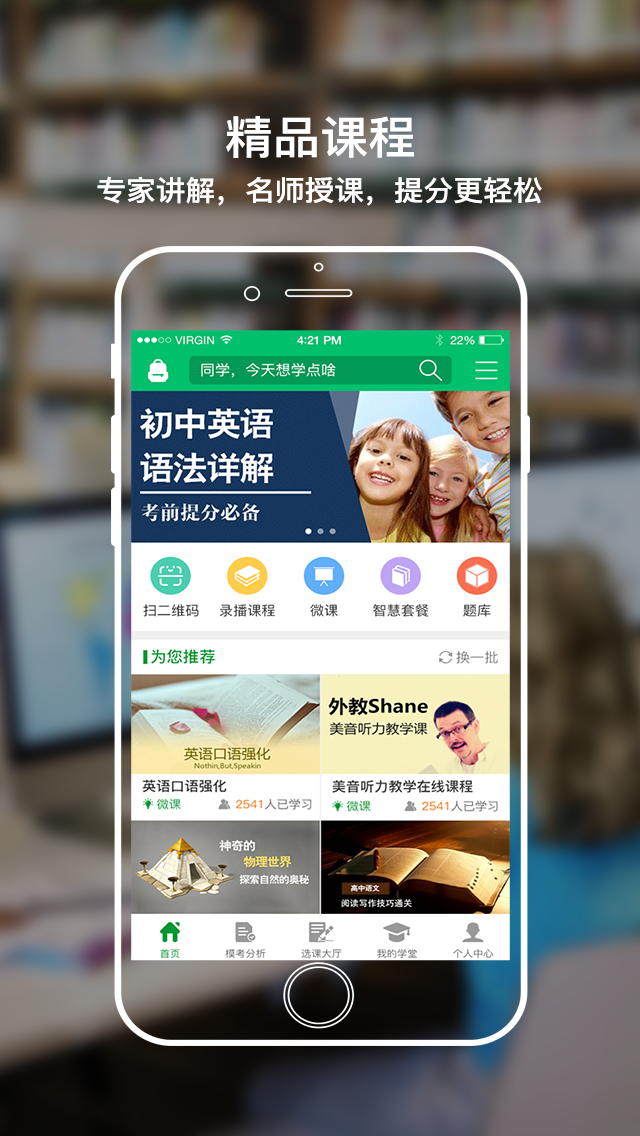 精品课程
专家讲解，名师授课，提分更轻松
VIRGIN 4:21 PM 22%
同学，今天想学点啥
初中英语
语法详解
考前提分必备
扫二维码 录播课程 微课 智慧套餐 题库
为您推荐 换一批
英语口语强化
Nothin,But,Speakin
外教Shane
美音听力教学课
英语口语强化 美音听力教学在线课程
微课 2541人已学习 微课 2541人已学习
神奇的
物理世界
探索自然的奥秘
高中语文
阅读写作技巧通关
首页 模考分析 选课大厅 我的学堂 个人中心